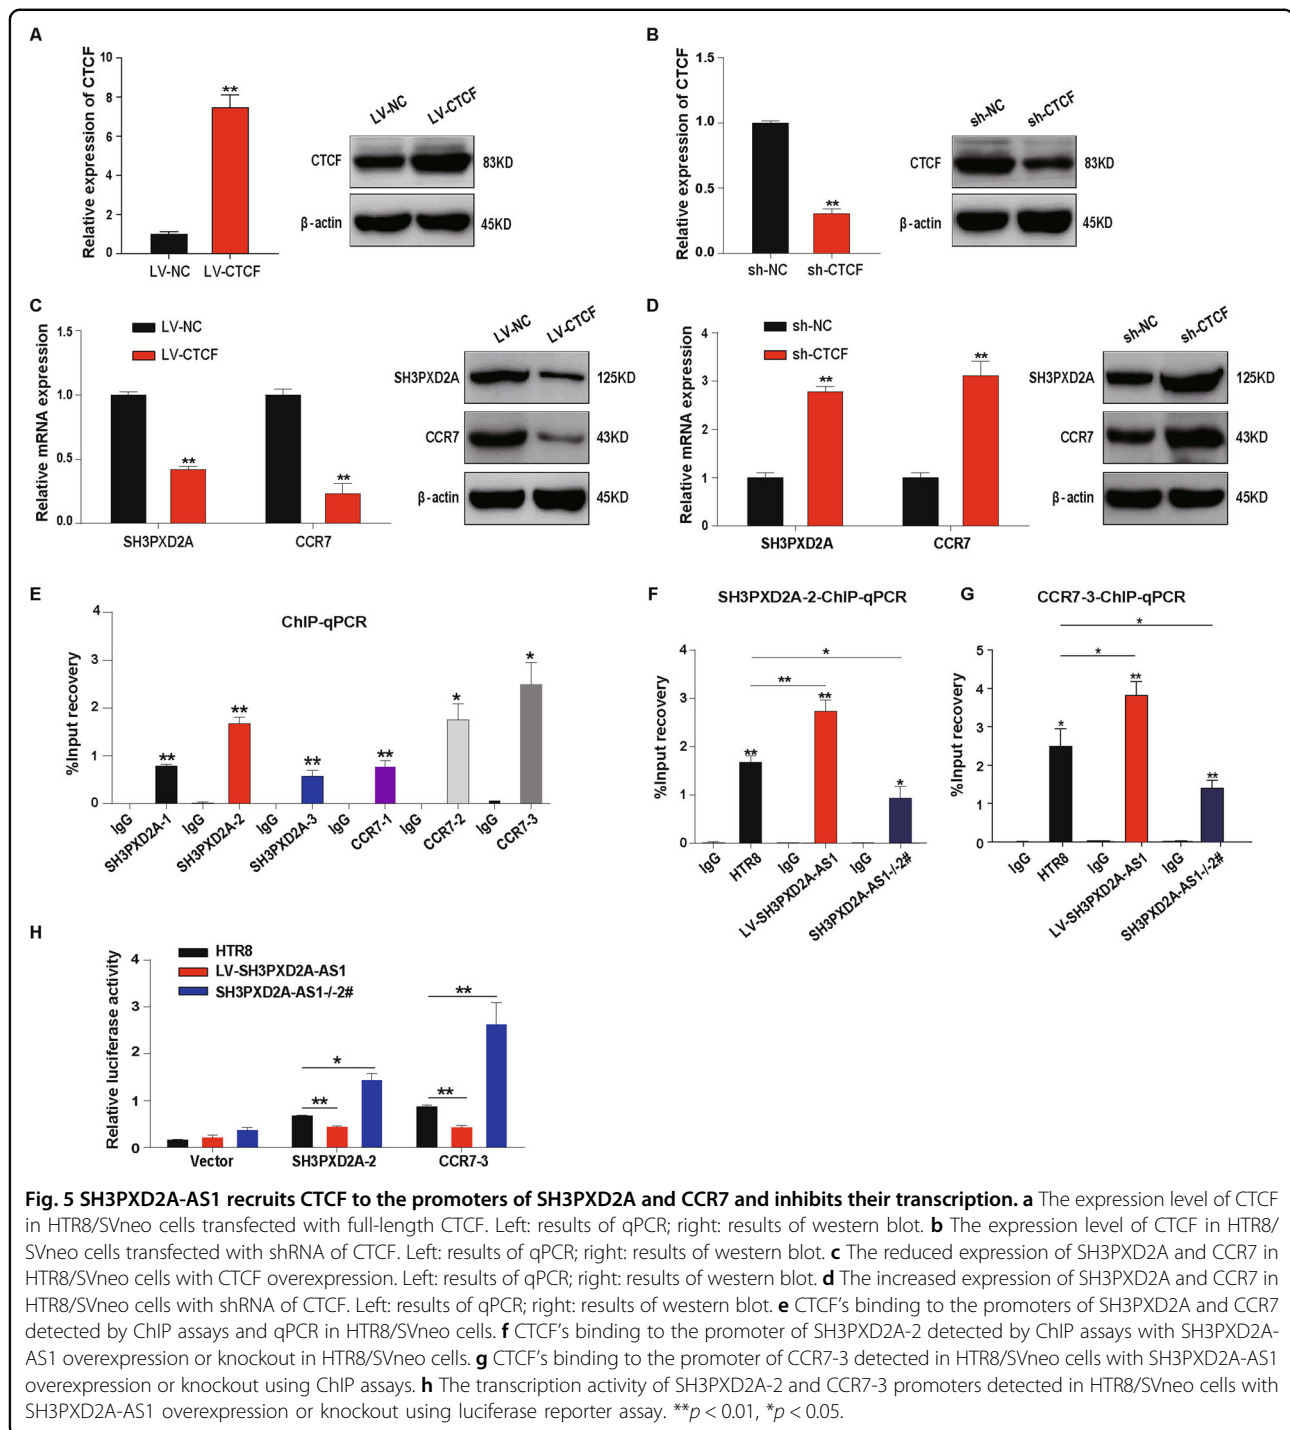 A
Relative expression of CTCF
10
8
6
4
2
0
**
LV-NC LV-CTCF
LV-NC LV-CTCF
CTCF 83KD
β-actin 45KD
B
Relative expression of CTCF
1.5
1.0
0.5
0.0
**
sh-NC sh-CTCF
sh-NC sh-CTCF
CTCF 83KD
β-actin 45KD
C
Relative mRNA expression
1.5
1.0
0.5
0.0
LV-NC
LV-CTCF
** **
SH3PXD2A CCR7
LV-NC LV-CTCF
SH3PXD2A 125KD
CCR7 43KD
β-actin 45KD
D
Relative mRNA expression
4
3
2
1
0
sh-NC
sh-CTCF
** **
SH3PXD2A CCR7
sh-NC sh-CTCF
SH3PXD2A 125KD
CCR7 43KD
β-actin 45KD
E
ChIP-qPCR
%Input recovery
4
3
2
1
0
** ** ** ** * *
IgG SH3PXD2A-1 IgG SH3PXD2A-2 IgG SH3PXD2A-3 IgG CCR7-1 IgG CCR7-2 IgG CCR7-3
F
SH3PXD2A-2-ChIP-qPCR
%Input recovery
4
3
2
1
0
*
**
** ** *
IgG HTR8 IgG LV-SH3PXD2A-AS1 IgG SH3PXD2A-AS1-/-2#
G
CCR7-3-ChIP-qPCR
%Input recovery
5
4
3
2
1
0
*
*
* ** **
IgG HTR8 IgG LV-SH3PXD2A-AS1 IgG SH3PXD2A-AS1-/-2#
H
Relative luciferase activity
4
3
2
1
0
HTR8
LV-SH3PXD2A-AS1
SH3PXD2A-AS1-/-2#
* **
** **
Vector SH3PXD2A-2 CCR7-3
Fig. 5 SH3PXD2A-AS1 recruits CTCF to the promoters of SH3PXD2A and CCR7 and inhibits their transcription. a The expression level of CTCF
in HTR8/SVneo cells transfected with full-length CTCF. Left: results of qPCR; right: results of western blot. b The expression level of CTCF in HTR8/
SVneo cells transfected with shRNA of CTCF. Left: results of qPCR; right: results of western blot. c The reduced expression of SH3PXD2A and CCR7 in
HTR8/SVneo cells with CTCF overexpression. Left: results of qPCR; right: results of western blot. d The increased expression of SH3PXD2A and CCR7 in
HTR8/SVneo cells with shRNA of CTCF. Left: results of qPCR; right: results of western blot. e CTCF's binding to the promoters of SH3PXD2A and CCR7
detected by ChIP assays and qPCR in HTR8/SVneo cells. f CTCF's binding to the promoter of SH3PXD2A-2 detected by ChIP assays with SH3PXD2A-
AS1 overexpression or knockout in HTR8/SVneo cells. g CTCF's binding to the promoter of CCR7-3 detected in HTR8/SVneo cells with SH3PXD2A-AS1
overexpression or knockout using ChIP assays. h The transcription activity of SH3PXD2A-2 and CCR7-3 promoters detected in HTR8/SVneo cells with
SH3PXD2A-AS1 overexpression or knockout using luciferase reporter assay. **p < 0.01, *p < 0.05.